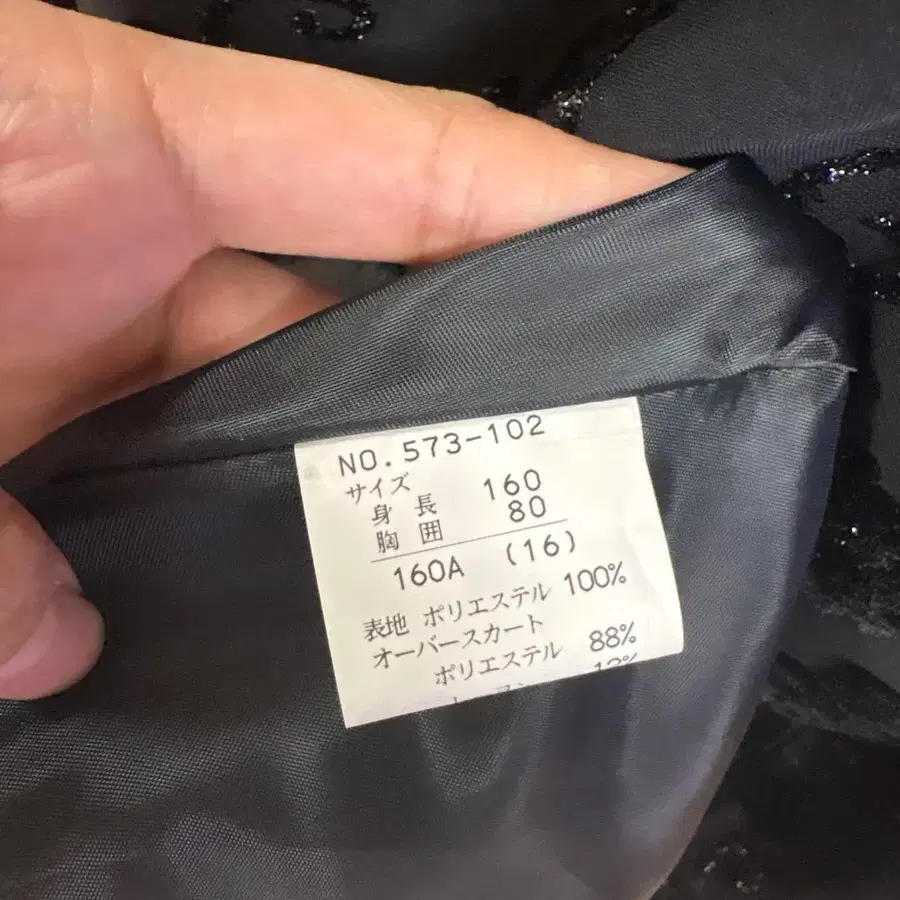 NO.573-102
サイズ
身長 160
胸囲 80
160A (16)
表地 ポリエステル 100%
オーバースカート
ポリエステル 88%